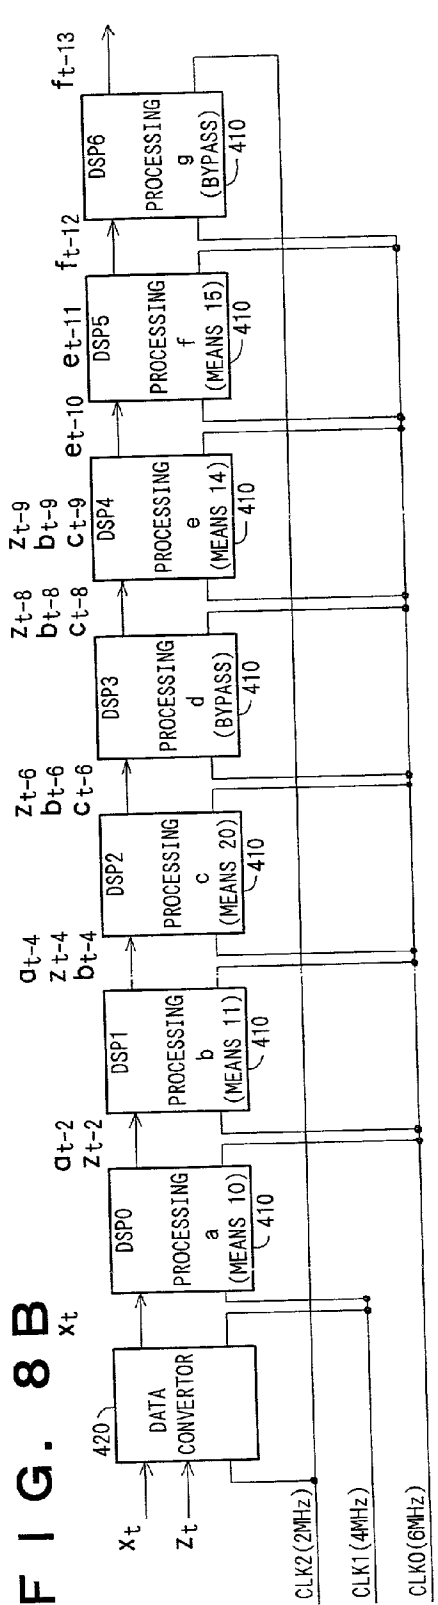 FIG. 8B
xt
zt
420
DATA
CONVERTOR
xt
DSP0
PROCESSING
a
(MEANS 10)
410
at-2
zt-2
DSP1
PROCESSING
b
(MEANS 11)
410
at-4
zt-4
bt-4
DSP2
PROCESSING
c
(MEANS 20)
410
zt-6
bt-6
ct-6
DSP3
PROCESSING
d
(BYPASS)
410
zt-8
bt-8
ct-8
zt-9
bt-9
ct-9
DSP4
PROCESSING
e
(MEANS 14)
410
et-10
et-11
DSP5
PROCESSING
f
(MEANS 15)
410
ft-12
DSP6
PROCESSING
g
(BYPASS)
410
ft-13
CLK2(2MHz)
CLK1(4MHz)
CLK0(6MHz)